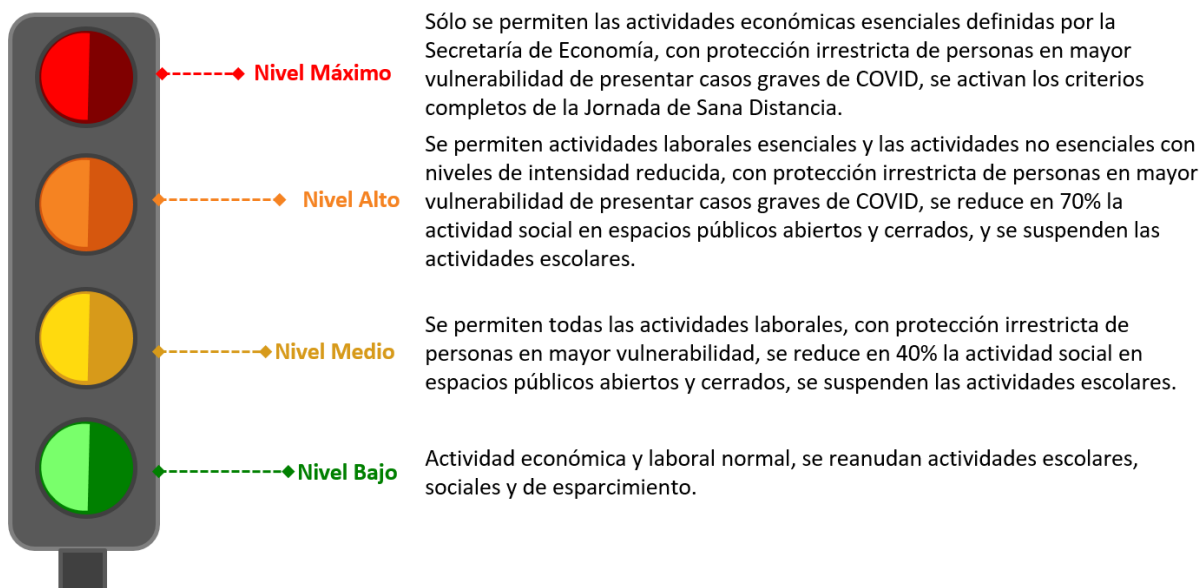 Nivel Máximo
Sólo se permiten las actividades económicas esenciales definidas por la
Secretaría de Economía, con protección irrestricta de personas en mayor
vulnerabilidad de presentar casos graves de COVID, se activan los criterios
completos de la Jornada de Sana Distancia.
Nivel Alto
Se permiten actividades laborales esenciales y las actividades no esenciales con
niveles de intensidad reducida, con protección irrestricta de personas en mayor
vulnerabilidad de presentar casos graves de COVID, se reduce en 70% la
actividad social en espacios públicos abiertos y cerrados, y se suspenden las
actividades escolares.
Nivel Medio
Se permiten todas las actividades laborales, con protección irrestricta de
personas en mayor vulnerabilidad, se reduce en 40% la actividad social en
espacios públicos abiertos y cerrados, se suspenden las actividades escolares.
Nivel Bajo
Actividad económica y laboral normal, se reanudan actividades escolares,
sociales y de esparcimiento.